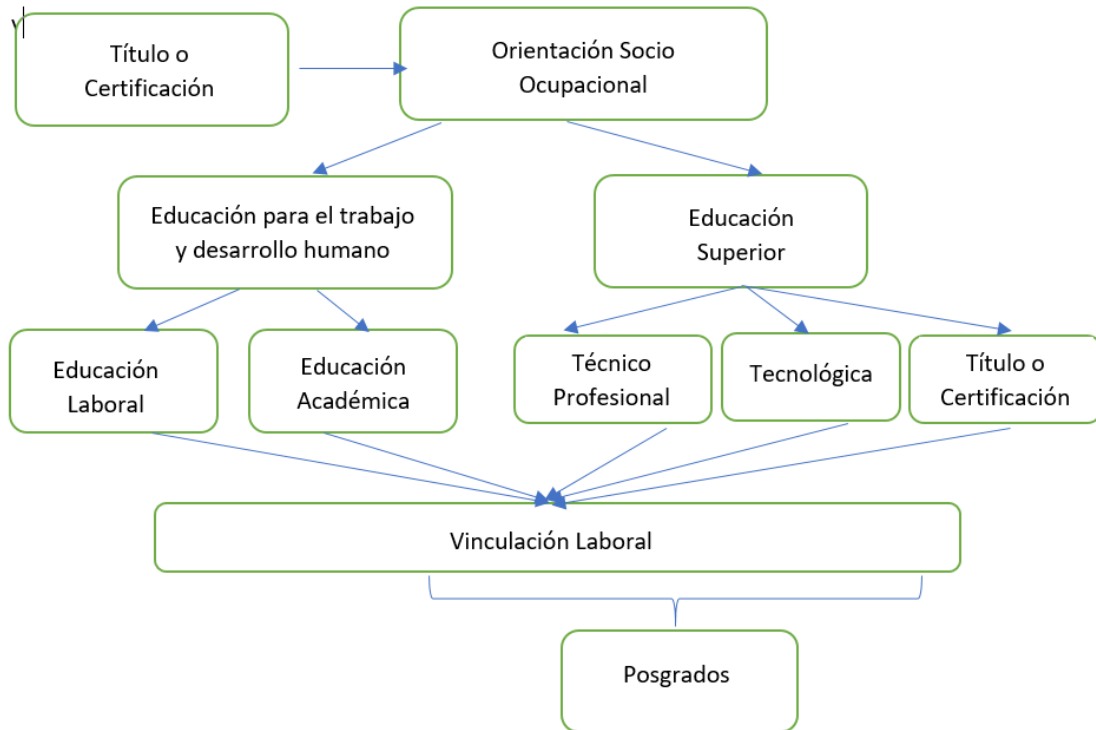 Título o
Certificación
Orientación Socio
Ocupacional
Educación para el trabajo
y desarrollo humano
Educación
Superior
Educación
Laboral
Educación
Académica
Técnico
Profesional
Tecnológica
Título o
Certificación
Vinculación Laboral
Posgrados